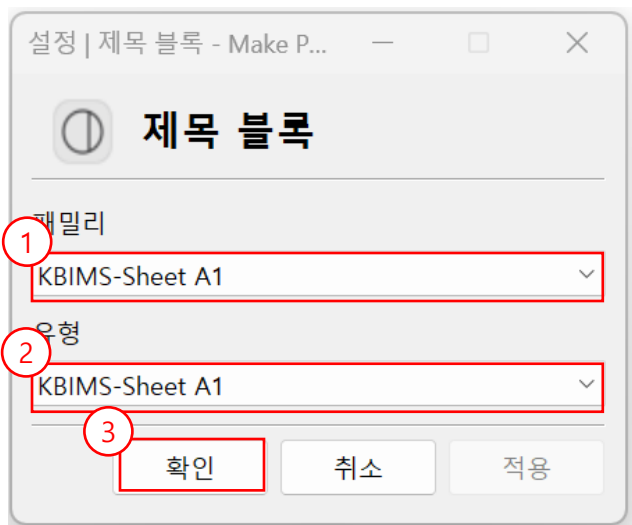 설정 | 제목 블록 - Make P...
제목 블록
패밀리
1
KBIMS-Sheet A1
유형
2
KBIMS-Sheet A1
3
확인 취소 적용